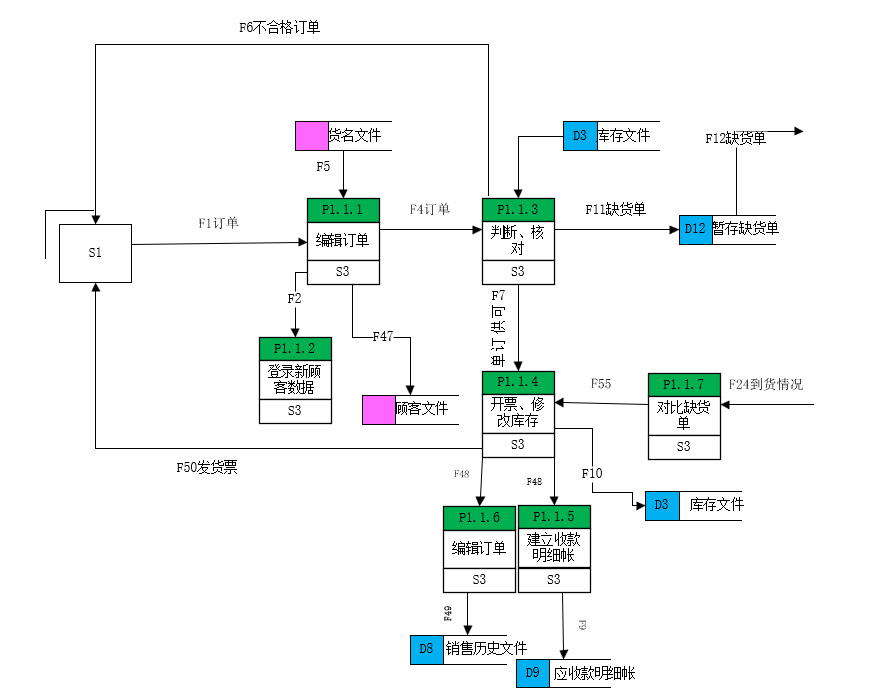 F6不合格订单
货名文件
D3
库存文件
F5
F12缺货单
P1.1.1
编辑订单
S3
F1订单
F4订单
P1.1.3
判断、核
对
S3
F11缺货单
D12
暂存缺货单
S1
F2
F47
F7
可供订单
P1.1.2
登录新顾
客数据
S3
顾客文件
P1.1.4
开票、修
改库存
S3
F55
P1.1.7
对比缺货
单
S3
F24到货情况
F50发货票
F48
F48
F10
D3
库存文件
P1.1.6
编辑订单
S3
P1.1.5
建立收款
明细帐
S3
F49
F9
D8
销售历史文件
D9
应收款明细帐